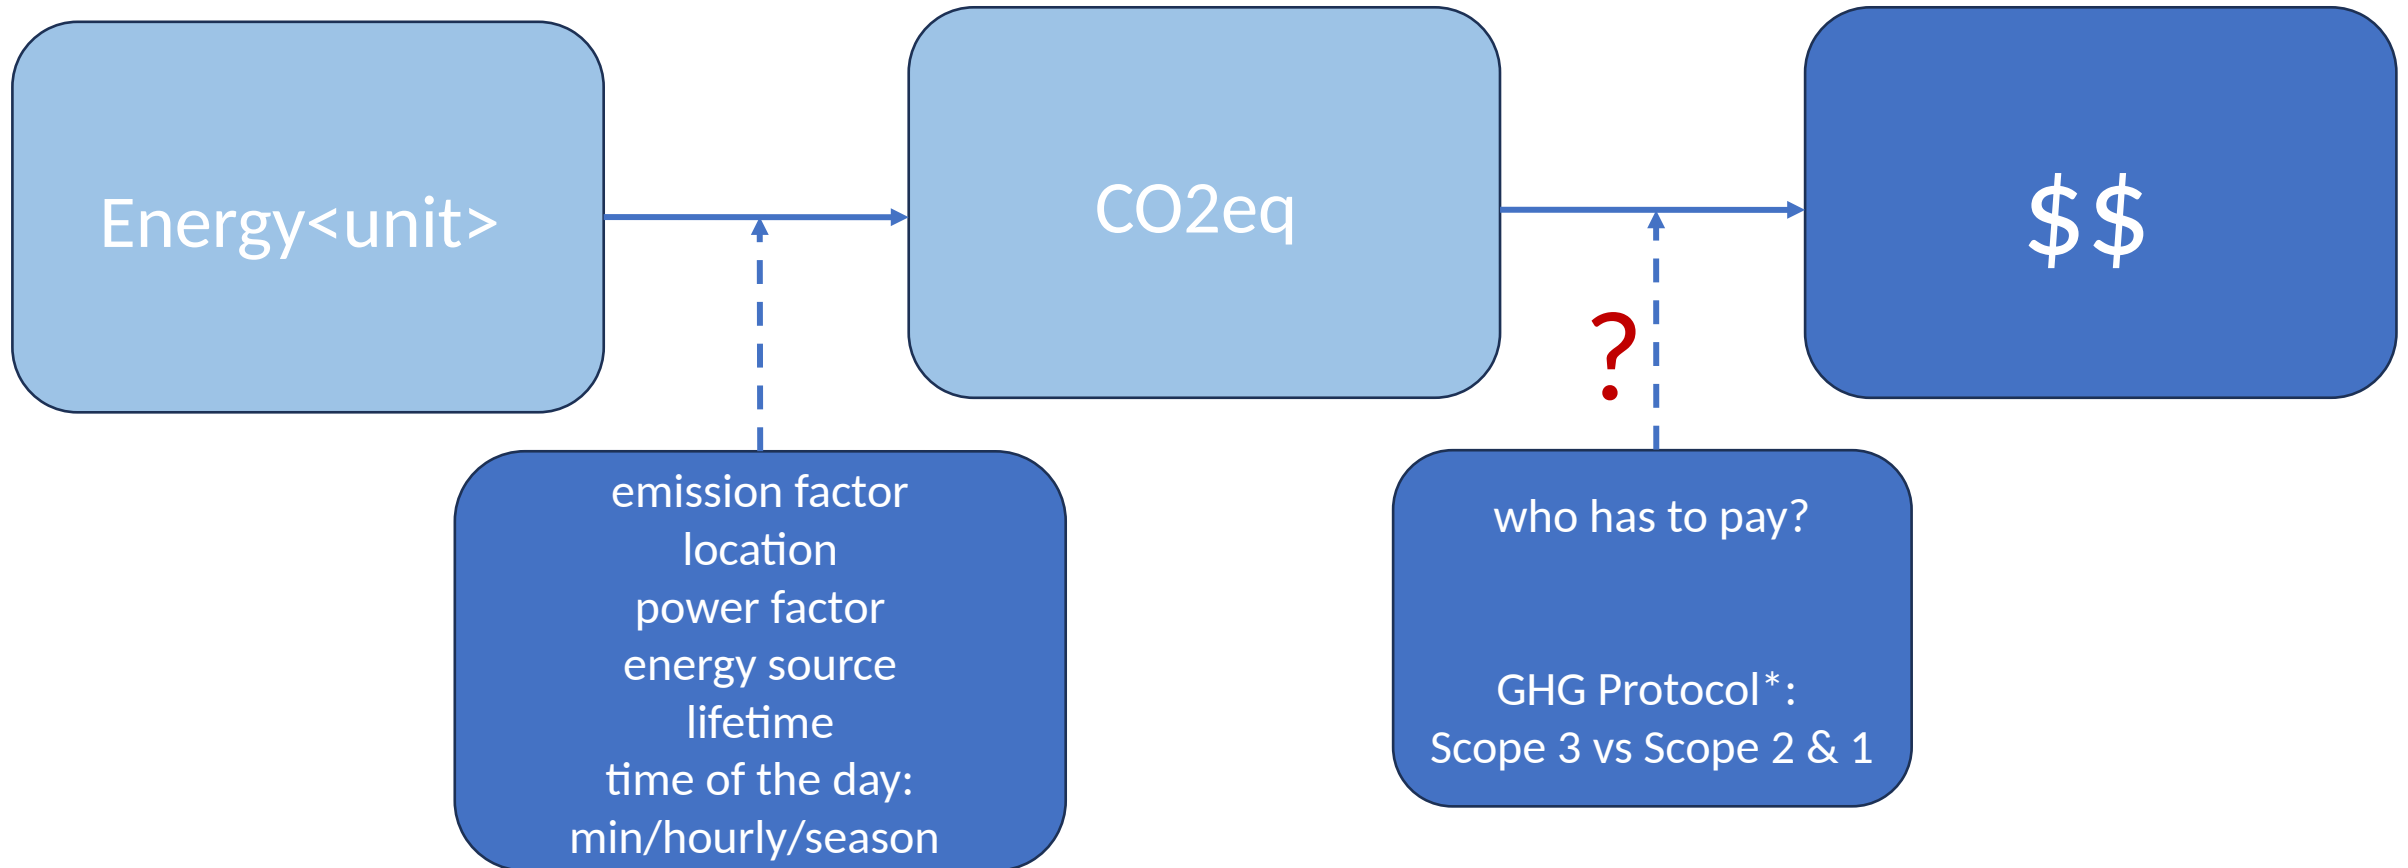 Energy<unit>
CO2eq
$$
?
emission factor
location
power factor
energy source
lifetime
time of the day:
min/hourly/season
who has to pay?
GHG Protocol*:
Scope 3 vs Scope 2 & 1